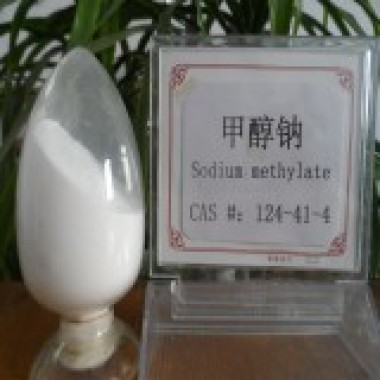 甲醇钠
Sodium methylate
CAS #: 124-41-4